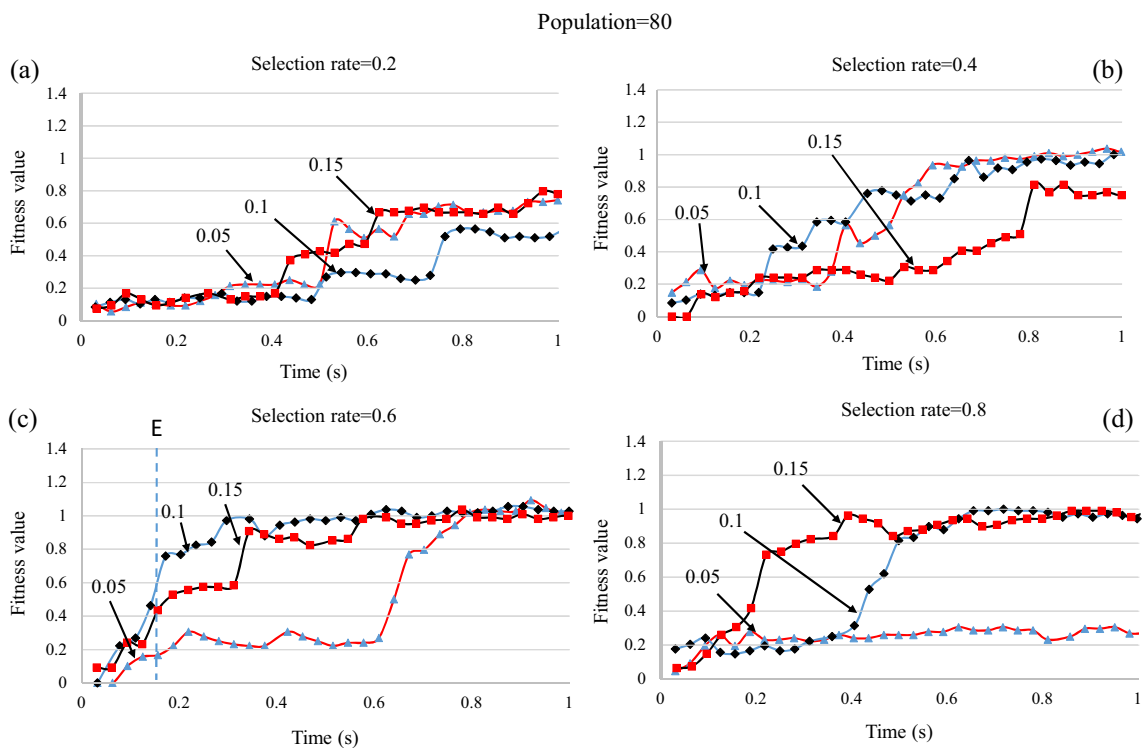 Population=80
(a)
Selection rate=0.2
1.4
1.2
1
0.8
0.6
0.4
0.2
0
Fitness value
0.15
0.1
0.05
0 0.2 0.4 0.6 0.8 1
Time (s)
Selection rate=0.4
(b)
1.4
1.2
1
0.8
0.6
0.4
0.2
0
Fitness value
0.05
0.1
0.15
0 0.2 0.4 0.6 0.8 1
Time (s)
(c)
Selection rate=0.6
E
1.4
1.2
1
0.8
0.6
0.4
0.2
0
Fitness value
0.1
0.15
0.05
0 0.2 0.4 0.6 0.8 1
Time (s)
Selection rate=0.8
(d)
1.4
1.2
1
0.8
0.6
0.4
0.2
0
Fitness value
0.15
0.1
0.05
0 0.2 0.4 0.6 0.8 1
Time (s)